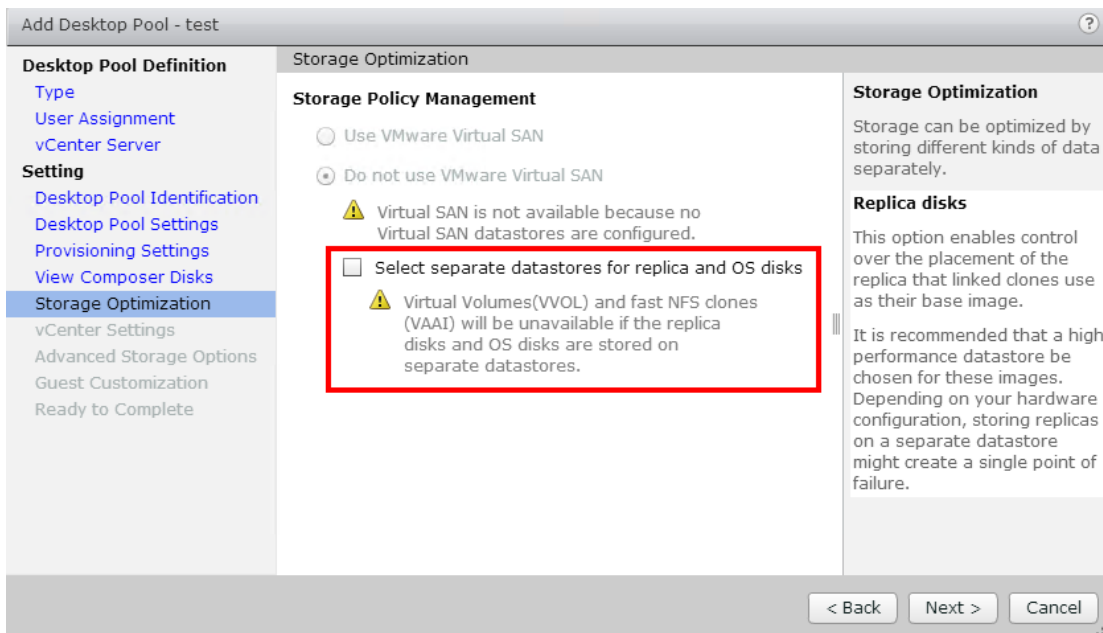 Add Desktop Pool - test
?
Desktop Pool Definition
Type
User Assignment
vCenter Server
Setting
Desktop Pool Identification
Desktop Pool Settings
Provisioning Settings
View Composer Disks
Storage Optimization
vCenter Settings
Advanced Storage Options
Guest Customization
Ready to Complete
Storage Optimization
Storage Policy Management
Use VMware Virtual SAN
Do not use VMware Virtual SAN
Virtual SAN is not available because no
Virtual SAN datastores are configured.
Select separate datastores for replica and OS disks
Virtual Volumes(VVOL) and fast NFS clones
(VAAI) will be unavailable if the replica
disks and OS disks are stored on
separate datastores.
Storage Optimization
Storage can be optimized by
storing different kinds of data
separately.
Replica disks
This option enables control
over the placement of the
replica that linked clones use
as their base image.
It is recommended that a high
performance datastore be
chosen for these images.
Depending on your hardware
configuration, storing replicas
on a separate datastore
might create a single point of
failure.
< Back
Next >
Cancel